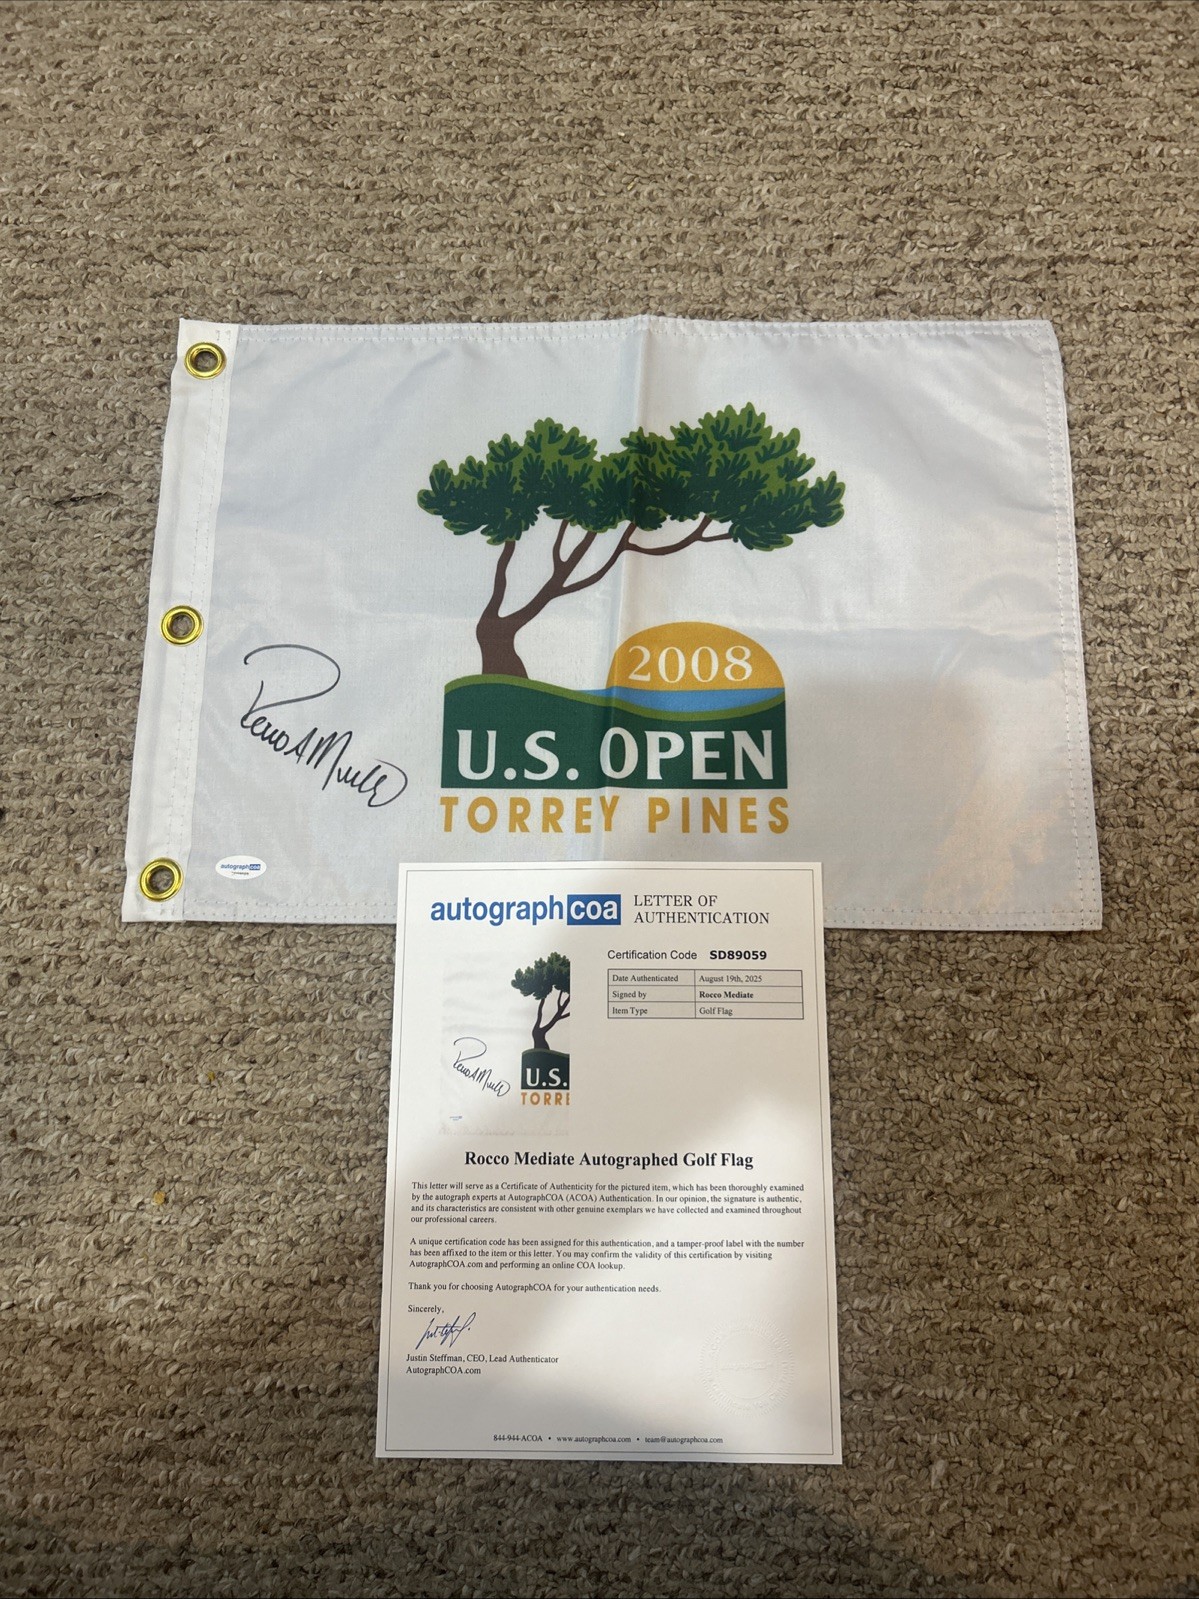 2008
U.S. OPEN
TORREY PINES
autographcoa
autograph coa
LETTER OF
AUTHENTICATION
Certification Code SD89059
Date Authenticated August 19th, 2025
Signed by Rocco Mediate
Item Type Golf Flag
U.S.
TORRE
Rocco Mediate Autographed Golf Flag
This letter will serve as a Certificate of Authenticity for the pictured item, which has been thoroughly examined
by the autograph experts at AutographCOA (ACOA) Authentication. In our opinion, the signature is authentic,
and its characteristics are consistent with other genuine exemplars we have collected and examined throughout
our professional careers.
A unique certification code has been assigned for this authentication, and a tamper-proof label with the number
has been affixed to the item or this letter. You may confirm the validity of this certification by visiting
AutographCOA.com and performing an online COA lookup.
Thank you for choosing AutographCOA for your authentication needs.
Sincerely,
Justin Steffman, CEO, Lead Authenticator
AutographCOA.com
844-944-ACOA • www.autographcoa.com • team@autographcoa.com